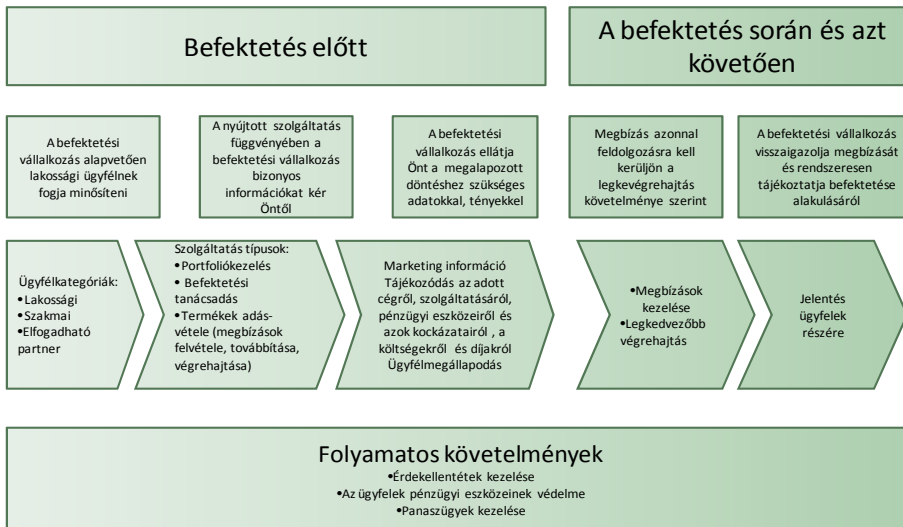 Befektetés előtt
A befektetés során és azt
követően
A befektetési
vállalkozás alapvetően
lakossági ügyfélnek
fogja minősíteni
A nyújtott szolgáltatás
függvényében a
befektetési vállalkozás
bizonyos
információkat kér
Öntől
A befektetési
vállalkozás ellátja
Önt a megalapozott
döntéshez szükséges
adatokkal, tényekkel
Megbízás azonnal
feldolgozásra kell
kerüljön a
legkevégrehajtás
követelménye szerint
A befektetési vállalkozás
visszaigazolja megbízását
és rendszeresen
tájékoztatja befektetése
alakulásáról
Ügyfélkategóriák:
•Lakossági
•Szakmai
•Elfogadható
partner
Szolgáltatás típusok:
•Portfoliókezelés
• Befektetési
tanácsadás
•Termékek adás-
vétele (megbízások
felvétele, továbbítása,
végrehajtása)
Marketing információ
Tájékozódás az adott
cégről, szolgáltatásáról,
pénzügyi eszközeiről és
azok kockázatairól , a
költségekről és díjakról
Ügyfélmegállapodás
•Megbízások
kezelése
•Legkedvezőbb
végrehajtás
Jelentés
ügyfelek
részére
Folyamatos követelmények
•Érdekellentétek kezelése
•Az ügyfelek pénzügyi eszközeinek védelme
•Panaszügyek kezelése